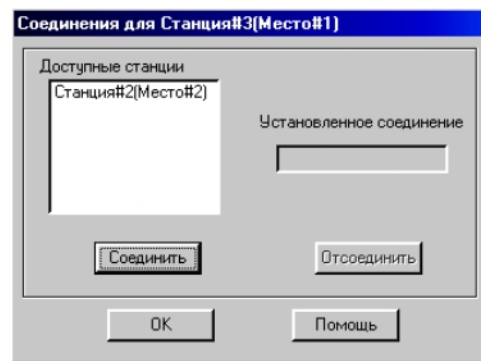 Соединения для Станция#3(Место#1)
Доступные станции
Станция#2(Место#2)
Установленное соединение
Соединить
Отсоединить
OK
Помощь